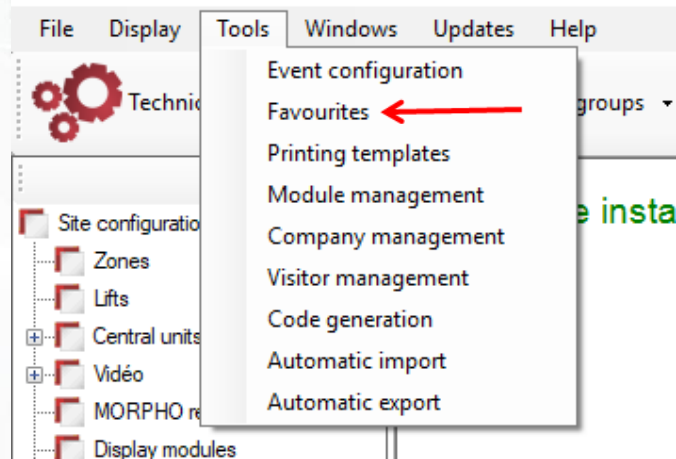 File Display Tools Windows Updates Help
Event configuration
Technic
Favourites
groups
Printing templates
Module management
e insta
Site configuratio
Company management
Zones
Visitor management
Lifts
Code generation
Central units
Automatic import
Vidéo
Automatic export
MORPHO re
Display modules